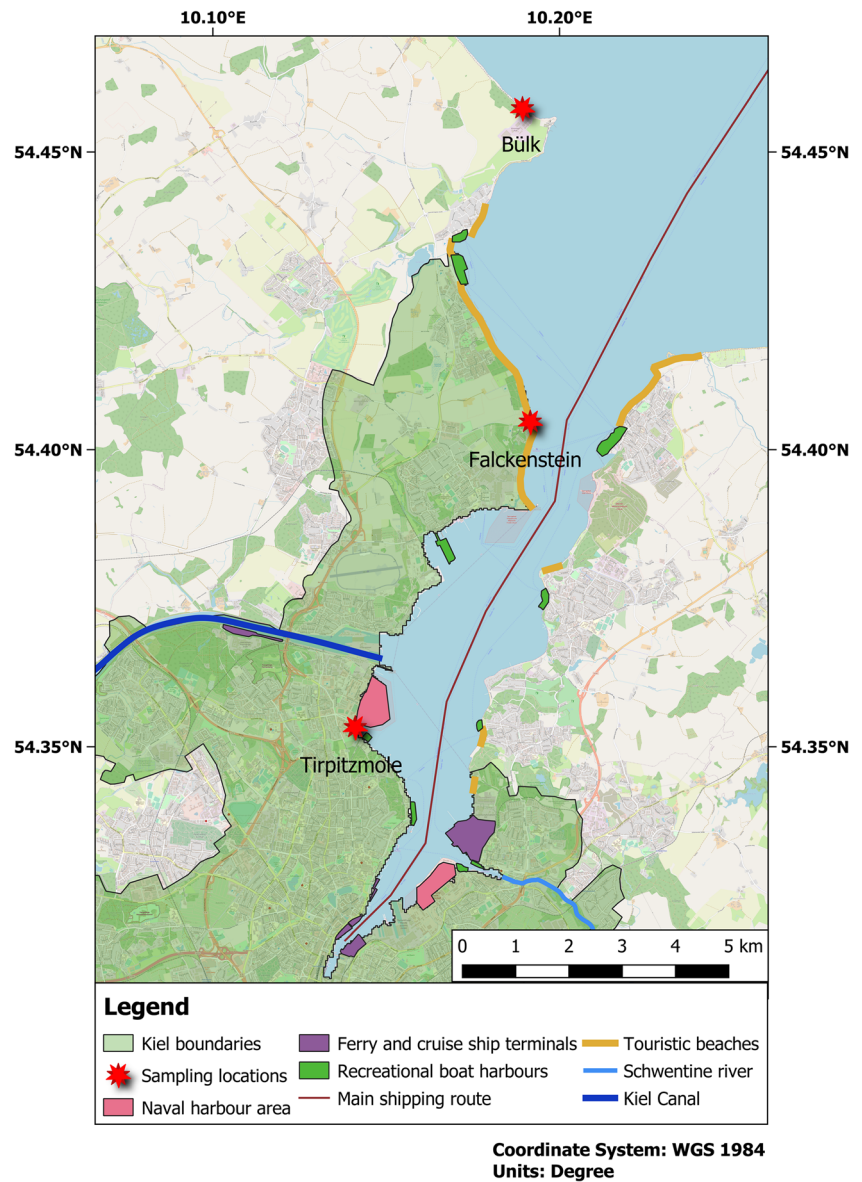 10.10°E 10.20°E
Bülk
54.45°N 54.45°N
54.40°N 54.40°N
Falckenstein
54.35°N 54.35°N
Tirpitzmole
0 1 2 3 4 5 km
Legend
Kiel boundaries Ferry and cruise ship terminals Touristic beaches
Sampling locations Recreational boat harbours Schwentine river
Naval harbour area Main shipping route Kiel Canal
Coordinate System: WGS 1984
Units: Degree